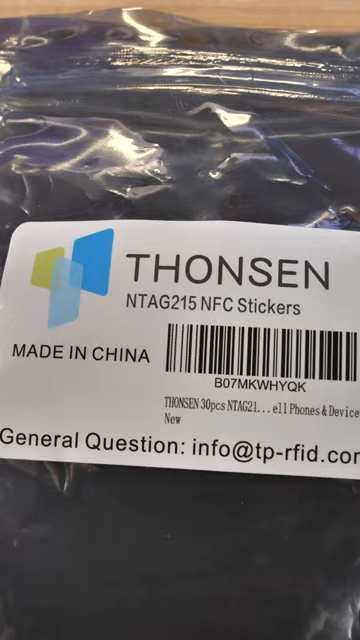 THONSEN
NTAG215 NFC Stickers
MADE IN CHINA
B07MKWHYQK
THONSEN 30pcs NTAG21...ell Phones & Device
New
General Question: info@tp-rfid.com